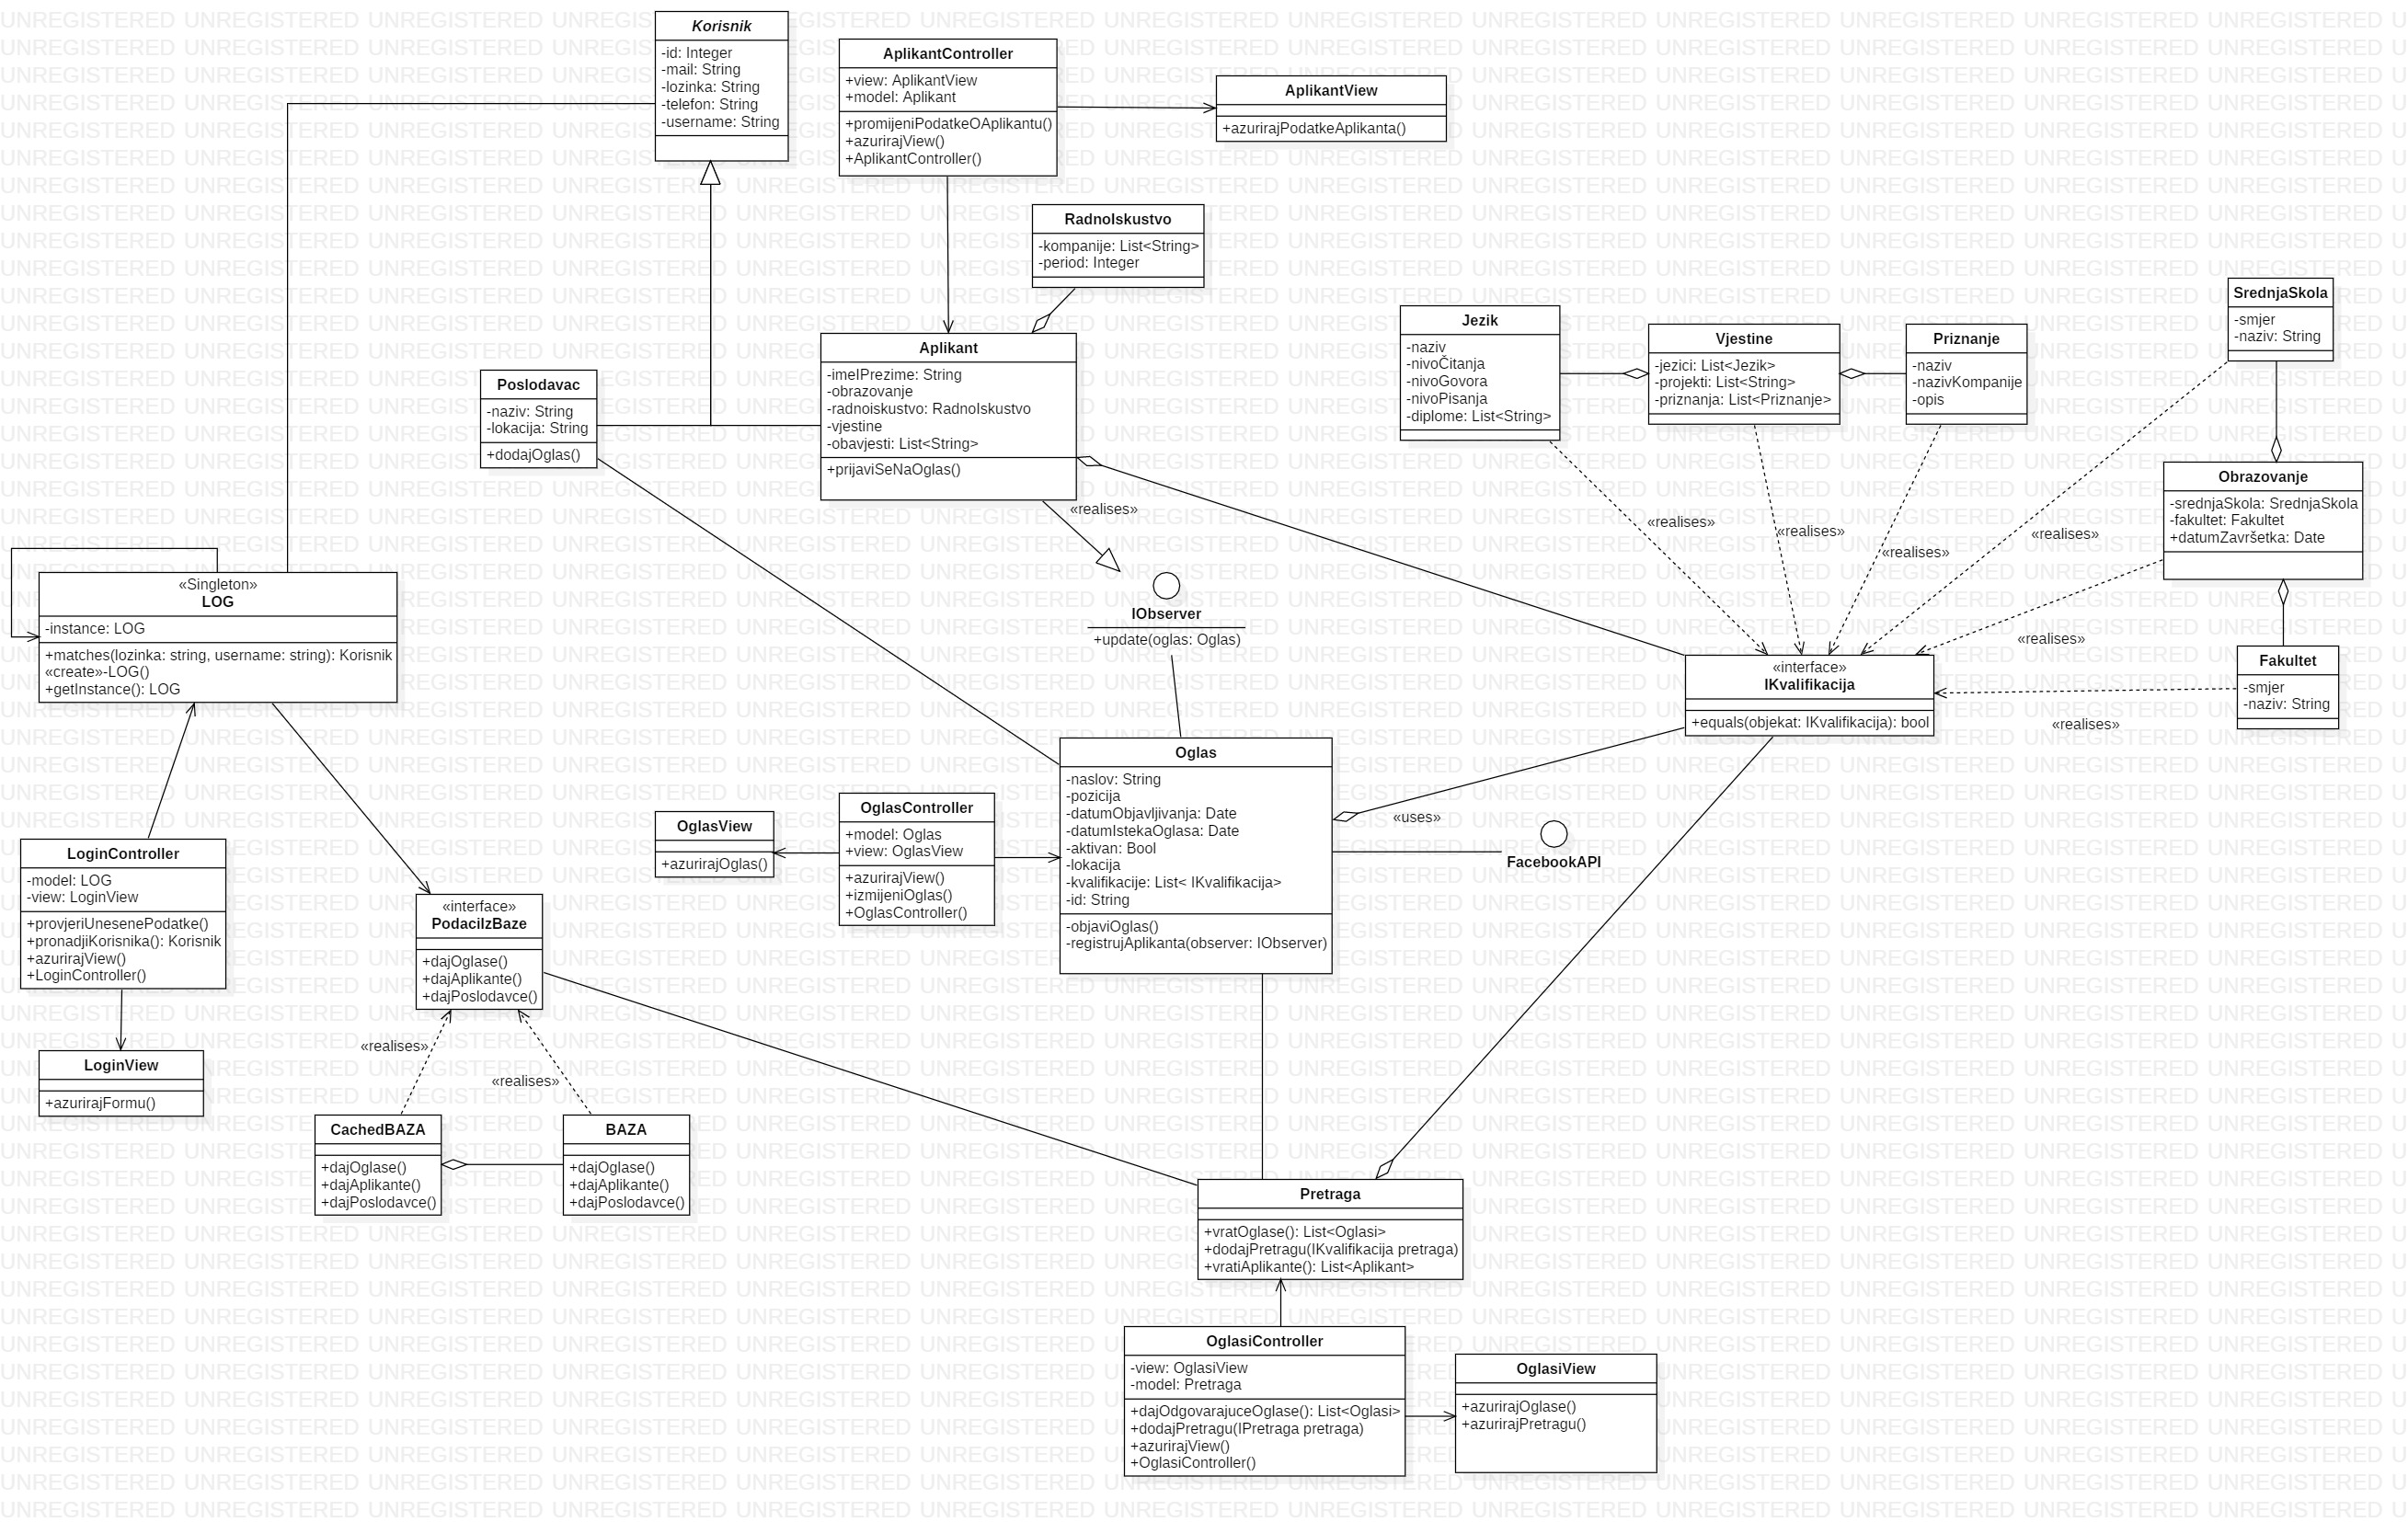 Korisnik
-id: Integer
-mail: String
-lozinka: String
-telefon: String
-username: String
AplikantController
+view: AplikantView
+model: Aplikant
+promijeniPodatkeOAplikantu()
+azurirajView()
+AplikantController()
AplikantView
+azurirajPodatkeAplikanta()
RadnoIskustvo
-kompanije: List<String>
-period: Integer
Aplikant
-imeIPrezime: String
-obrazovanje
-radnoiskustvo: RadnoIskustvo
-vjestine
-obavjesti: List<String>
+prijaviSeNaOglas()
Poslodavac
-naziv: String
-lokacija: String
+dodajOglas()
Jezik
-naziv
-nivoČitanja
-nivoGovora
-nivoPisanja
-diplome: List<String>
Vjestine
-jezici: List<Jezik>
-projekti: List<String>
-priznanja: List<Priznanje>
Priznanje
-naziv
-nazivKompanije
-opis
SrednjaSkola
-smjer
-naziv: String
Obrazovanje
-srednjaSkola: SrednjaSkola
-fakultet: Fakultet
+datumZavršetka: Date
Fakultet
-smjer
-naziv: String
«realises»
«realises»
«realises»
«realises»
«realises»
«realises»
«realises»
IObserver
+update(oglas: Oglas)
«interface»
IKvalifikacija
+equals(objekat: IKvalifikacija): bool
«Singleton»
LOG
-instance: LOG
+matches(lozinka: string, username: string): Korisnik
«create»-LOG()
+getInstance(): LOG
LoginController
-model: LOG
-view: LoginView
+provjeriUnesenePodatke()
+pronadjiKorisnika(): Korisnik
+azurirajView()
+LoginController()
LoginView
+azurirajFormu()
«interface»
PodaciIzBaze
+dajOglase()
+dajAplikante()
+dajPoslodavce()
«realises»
«realises»
CachedBAZA
+dajOglase()
+dajAplikante()
+dajPoslodavce()
BAZA
+dajOglase()
+dajAplikante()
+dajPoslodavce()
OglasView
+azurirajOglas()
OglasController
+model: Oglas
+view: OglasView
+azurirajView()
+izmijeniOglas()
+OglasController()
Oglas
-naslov: String
-pozicija
-datumObjavljivanja: Date
-datumIstekaOglasa: Date
-aktivan: Bool
-lokacija
-kvalifikacije: List< IKvalifikacija>
-id: String
-objaviOglas()
-registrujAplikanta(observer: IObserver)
«uses»
FacebookAPI
Pretraga
+vratOglase(): List<Oglasi>
+dodajPretragu(IKvalifikacija pretraga)
+vratiAplikante(): List<Aplikant>
OglasiController
-view: OglasiView
-model: Pretraga
+dajOdgovarajuceOglase(): List<Oglasi>
+dodajPretragu(IPretraga pretraga)
+azurirajView()
+OglasiController()
OglasiView
+azurirajOglase()
+azurirajPretragu()
UNREGISTERED